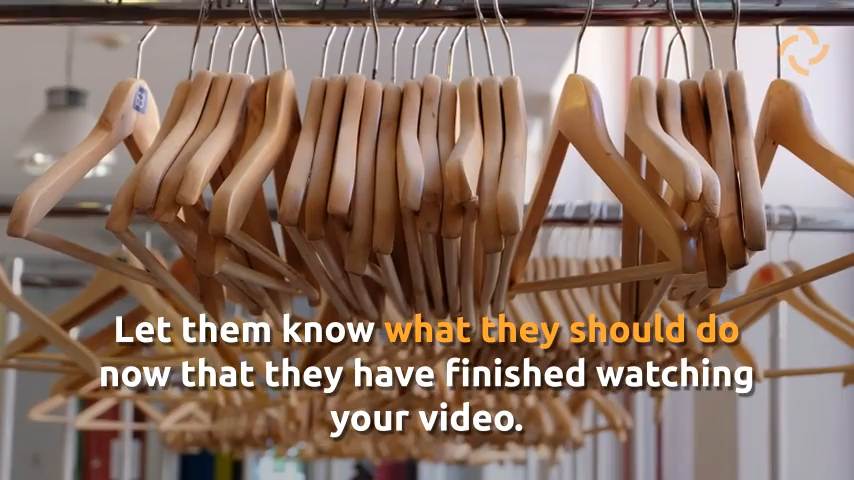 Let them know what they should do
now that they have finished watching
your video.